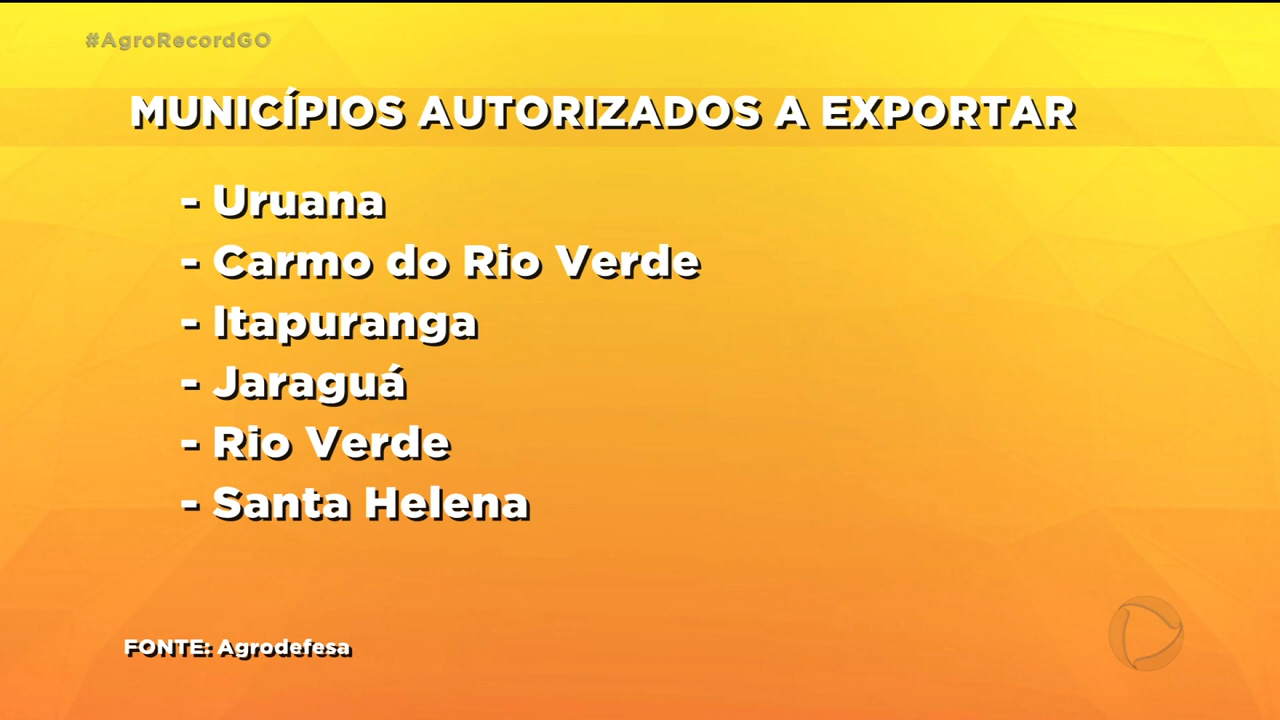 #AgroRecordGO
MUNICÍPIOS AUTORIZADOS A EXPORTAR
- Uruana
- Carmo do Rio Verde
- Itapuranga
- Jaraguá
- Rio Verde
- Santa Helena
FONTE: Agrodefesa